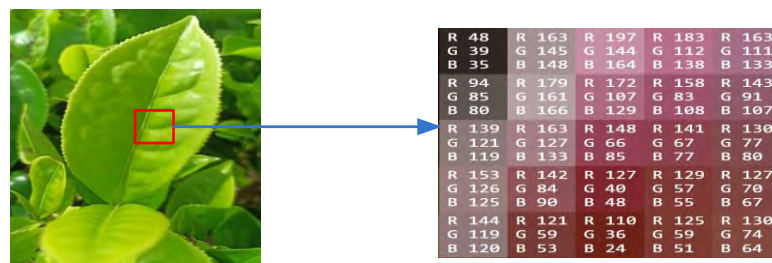 R 48 R 163 R 197 R 183 R 163
G 39 G 145 G 144 G 112 G 111
B 35 B 148 B 164 B 138 B 133
R 94 R 179 R 172 R 158 R 143
G 85 G 161 G 107 G 83 G 91
B 80 B 166 B 129 B 108 B 107
R 139 R 163 R 148 R 141 R 130
G 121 G 127 G 66 G 67 G 77
B 119 B 133 B 85 B 77 B 80
R 153 R 142 R 127 R 129 R 127
G 126 G 84 G 40 G 57 G 70
B 125 B 90 B 48 B 55 B 67
R 144 R 121 R 110 R 125 R 130
G 119 G 59 G 36 G 59 G 74
B 120 B 53 B 24 B 51 B 64